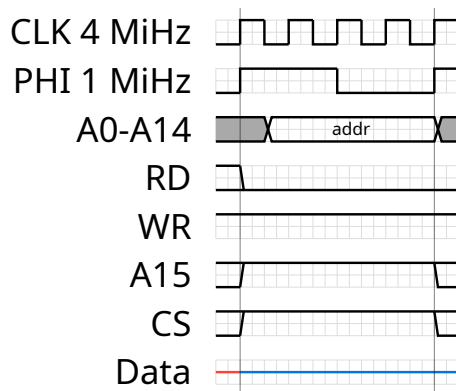 CLK 4 MiHz
PHI 1 MiHz
A0-A14 addr
RD
WR
A15
CS
Data